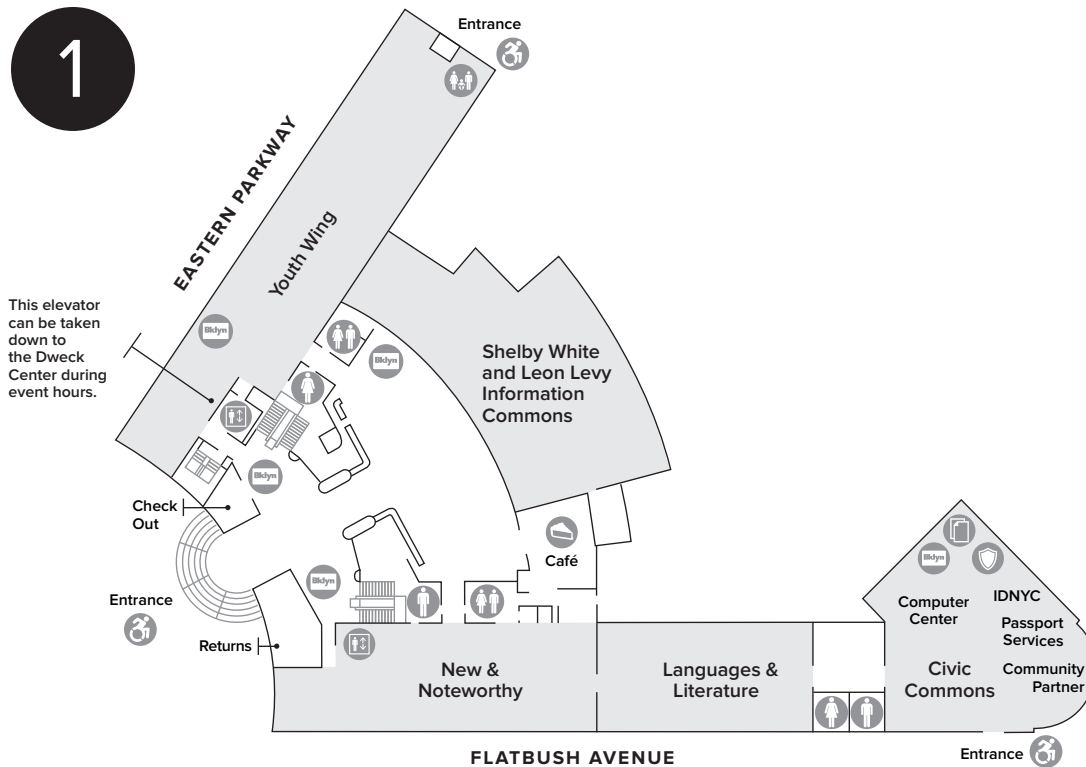 1
Entrance
EASTERN PARKWAY
Youth Wing
This elevator
can be taken
down to
the Dweck
Center during
event hours.
Bklyn
Bklyn
Shelby White
and Leon Levy
Information
Commons
Bklyn
Check
Out
Café
Bklyn
Bklyn
Entrance
Returns
Computer
Center
IDNYC
Passport
Services
New &
Noteworthy
Languages &
Literature
Civic
Commons
Community
Partner
FLATBUSH AVENUE
Entrance